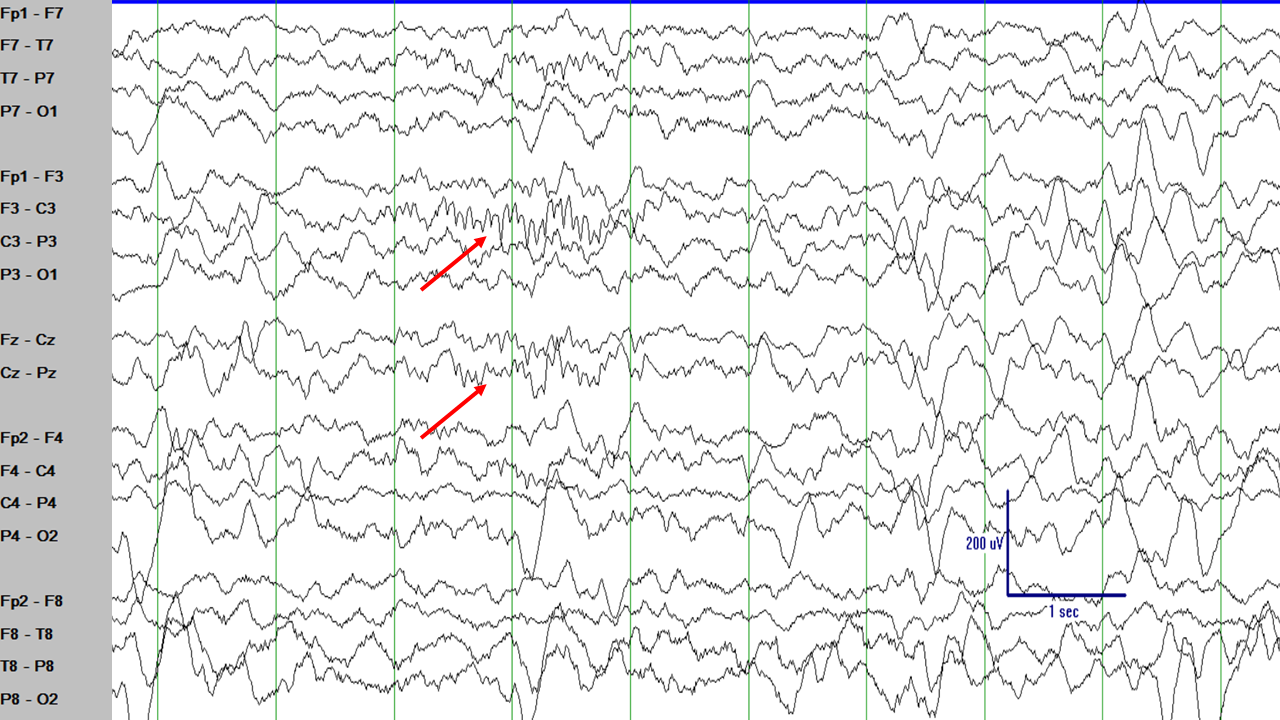 Fp1 - F7
F7 - T7
T7 - P7
P7 - O1
Fp1 - F3
F3 - C3
C3 - P3
P3 - O1
Fz - Cz
Cz - Pz
Fp2 - F4
F4 - C4
C4 - P4
P4 - O2
200 uV
Fp2 - F8
1 sec
F8 - T8
T8 - P8
P8 - O2